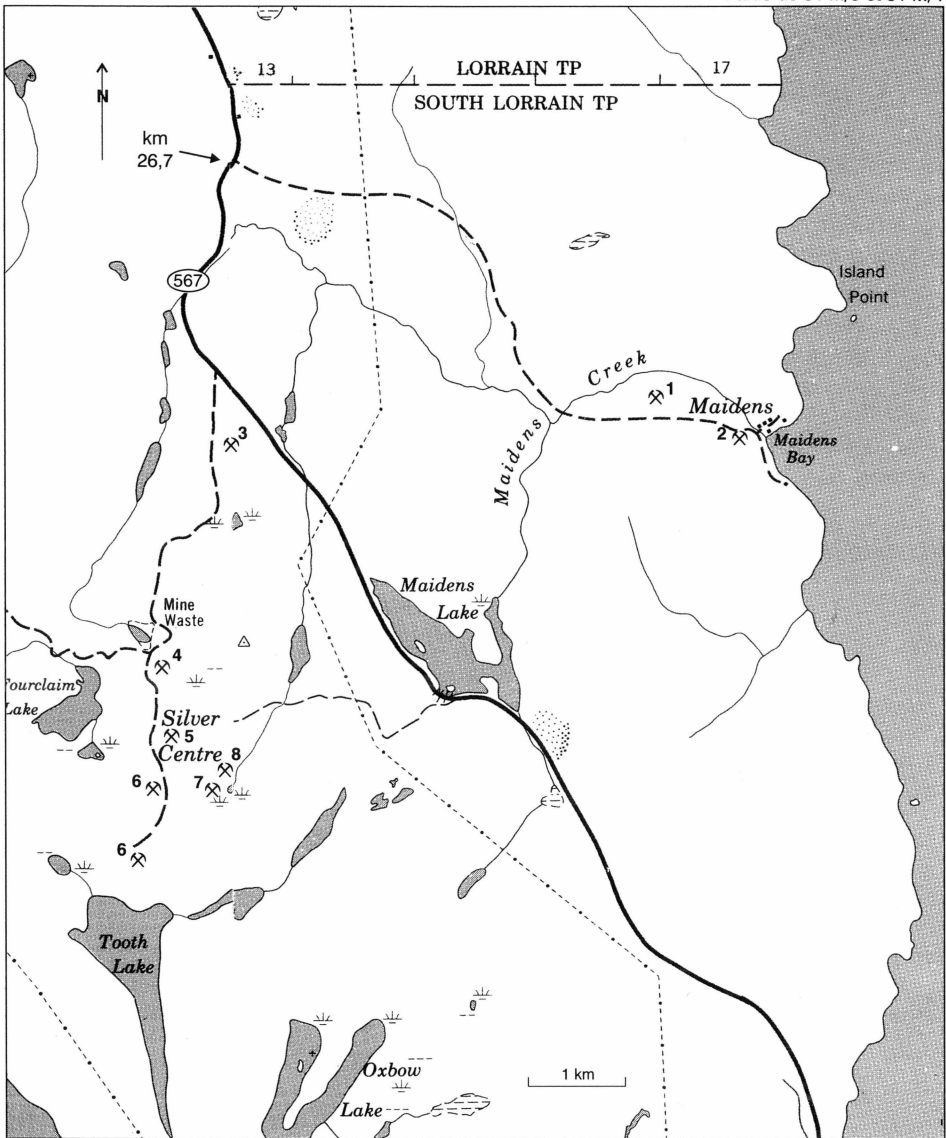 13
LORRAIN TP
17
SOUTH LORRAIN TP
N
km
26,7
567
Island
Point
Creek
1
Maidens
2
Maidens
Bay
3
Maidens
Maidens
Lake
Mine
Waste
4
Fourclaim
Lake
Silver
5
Centre
8
6
7
6
Tooth
Lake
1 km
Oxbow
Lake